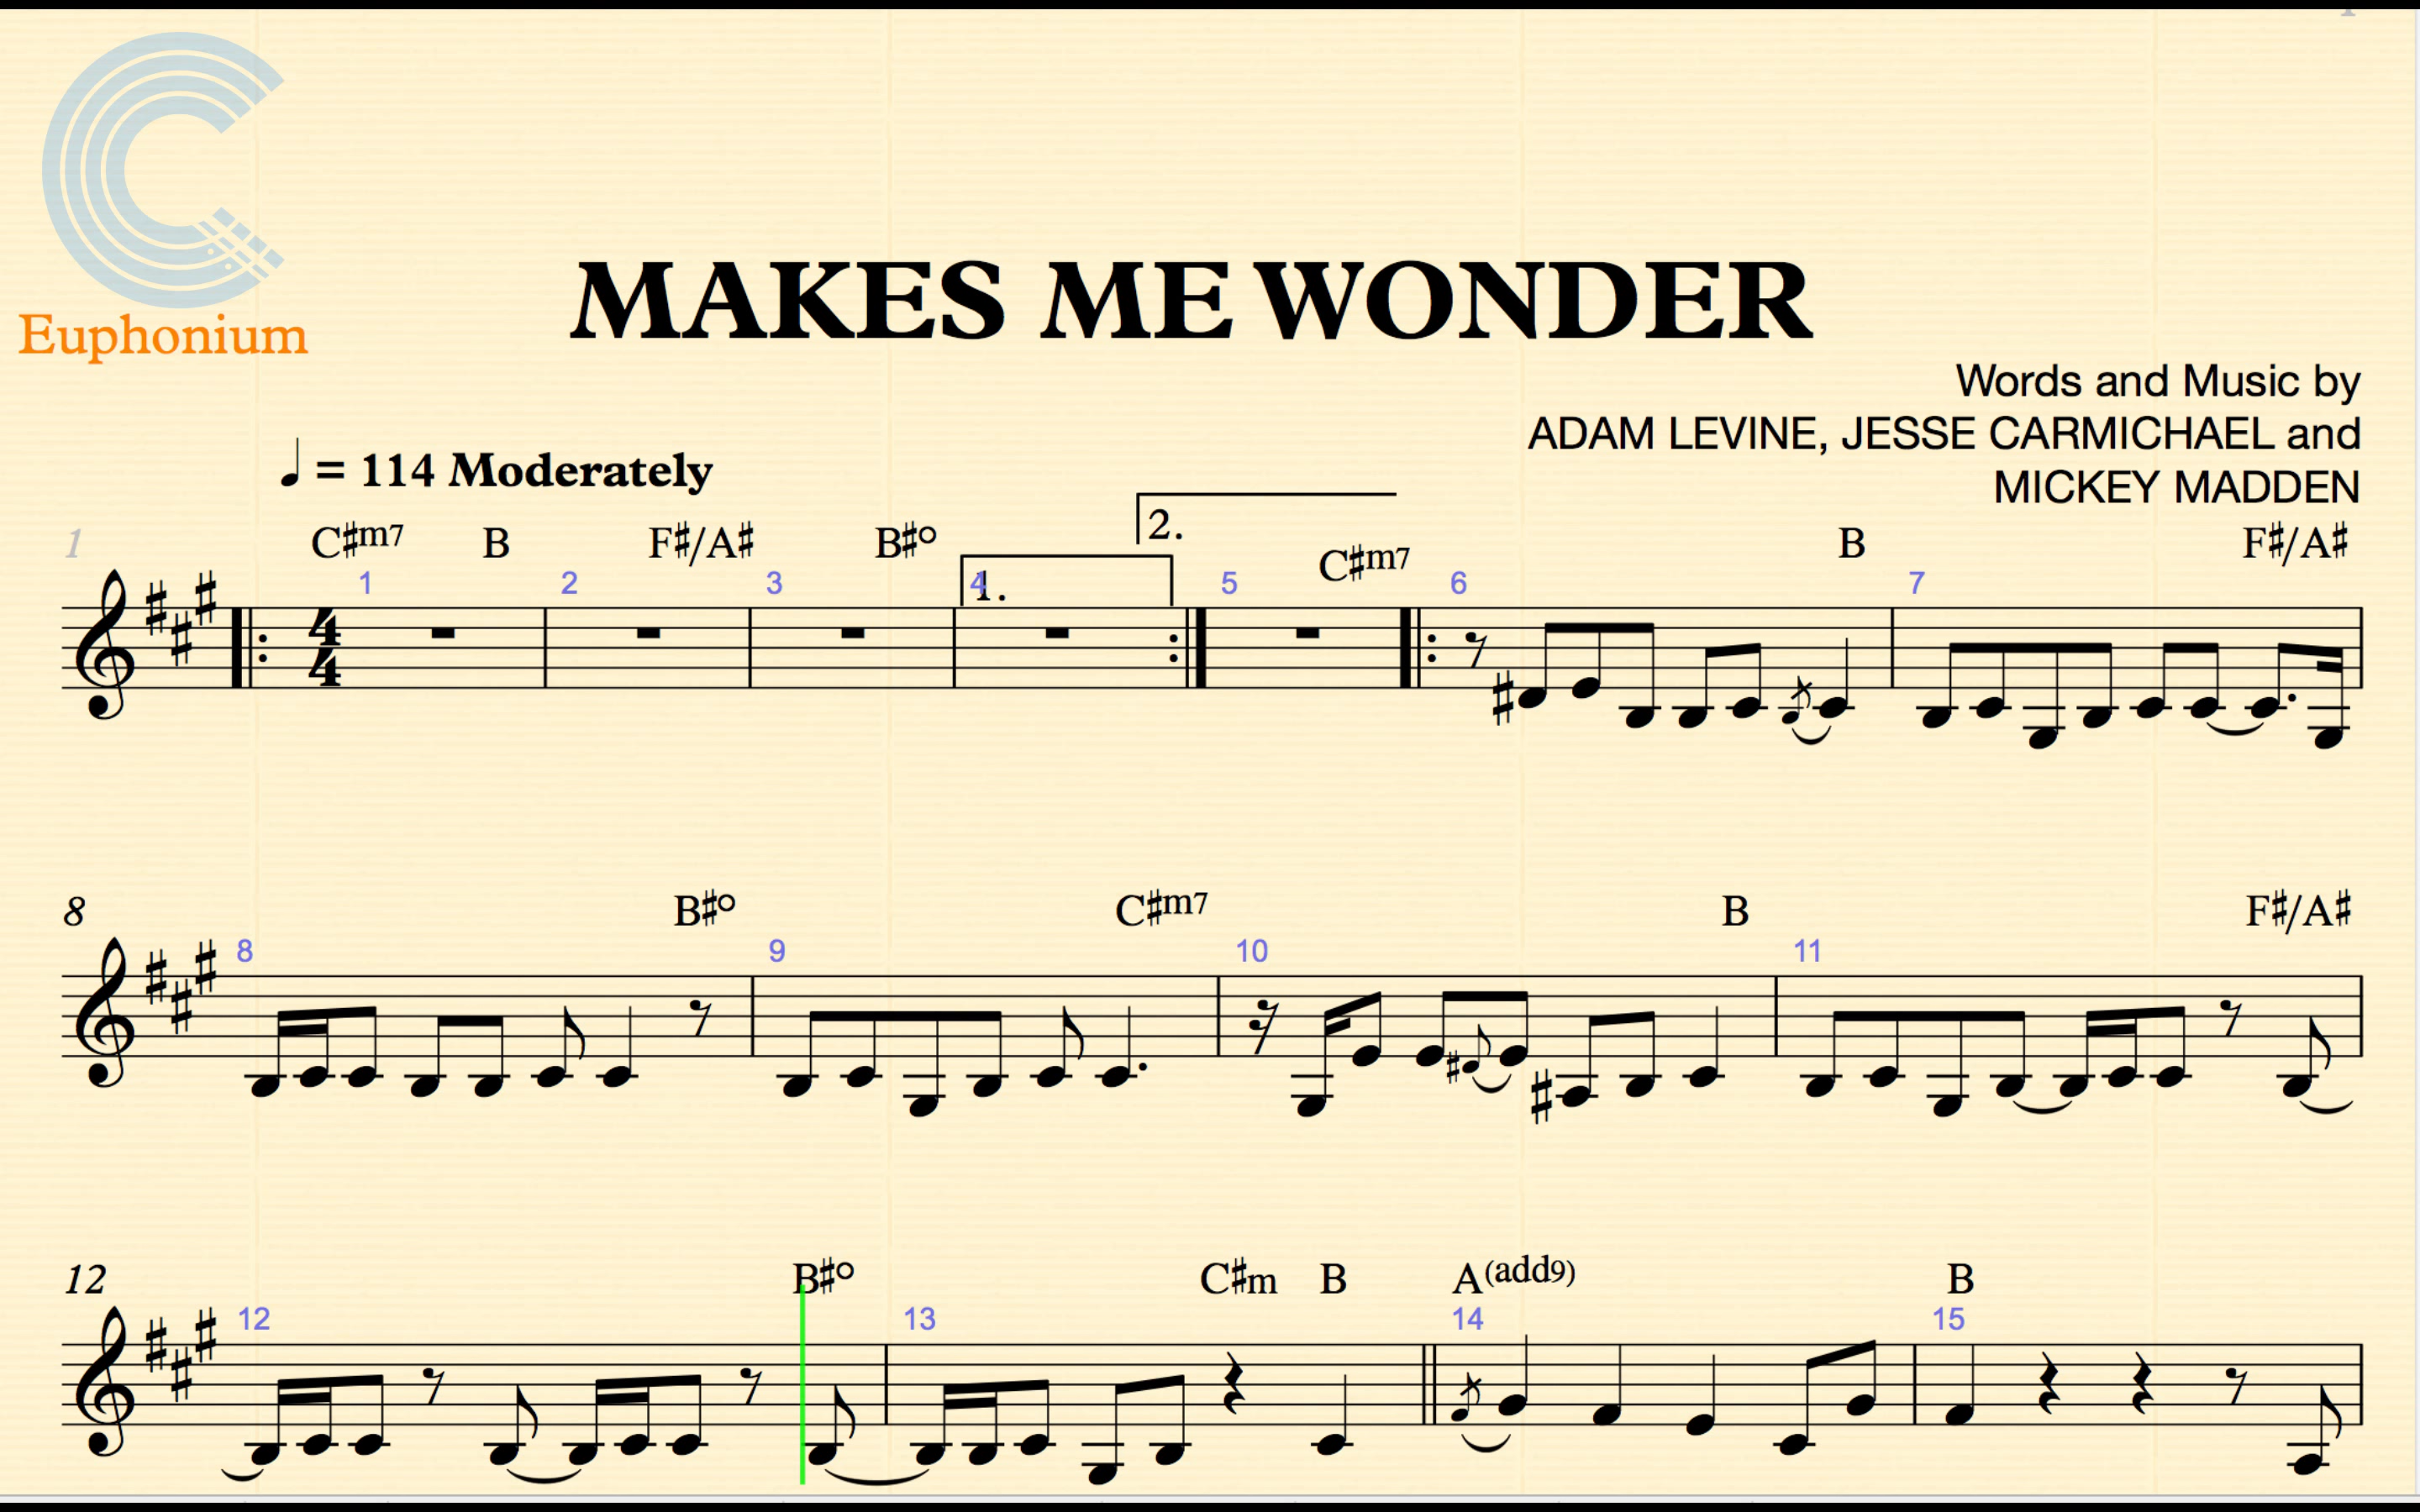 Euphonium
MAKES ME WONDER
Words and Music by
ADAM LEVINE, JESSE CARMICHAEL and
MICKEY MADDEN
♩ = 114 Moderately
2.
1 C♯m7 B F♯/A♯ B♯° C♯m7 B F♯/A♯
1 2 3 4 5 6 7
1.
4
4
8 B♯° C♯m7 B F♯/A♯
8 9 10 11
12 B♯° C♯m B A(add9) B
12 13 14 15